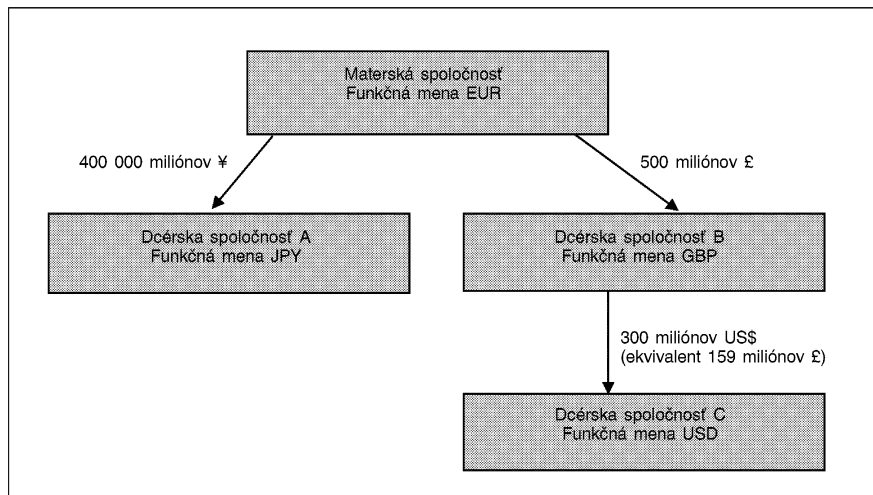 Materská spoločnosť
Funkčná mena EUR
400 000 miliónov ¥
500 miliónov £
Dcérska spoločnosť A
Funkčná mena JPY
Dcérska spoločnosť B
Funkčná mena GBP
300 miliónov US$
(ekvivalent 159 miliónov £)
Dcérska spoločnosť C
Funkčná mena USD